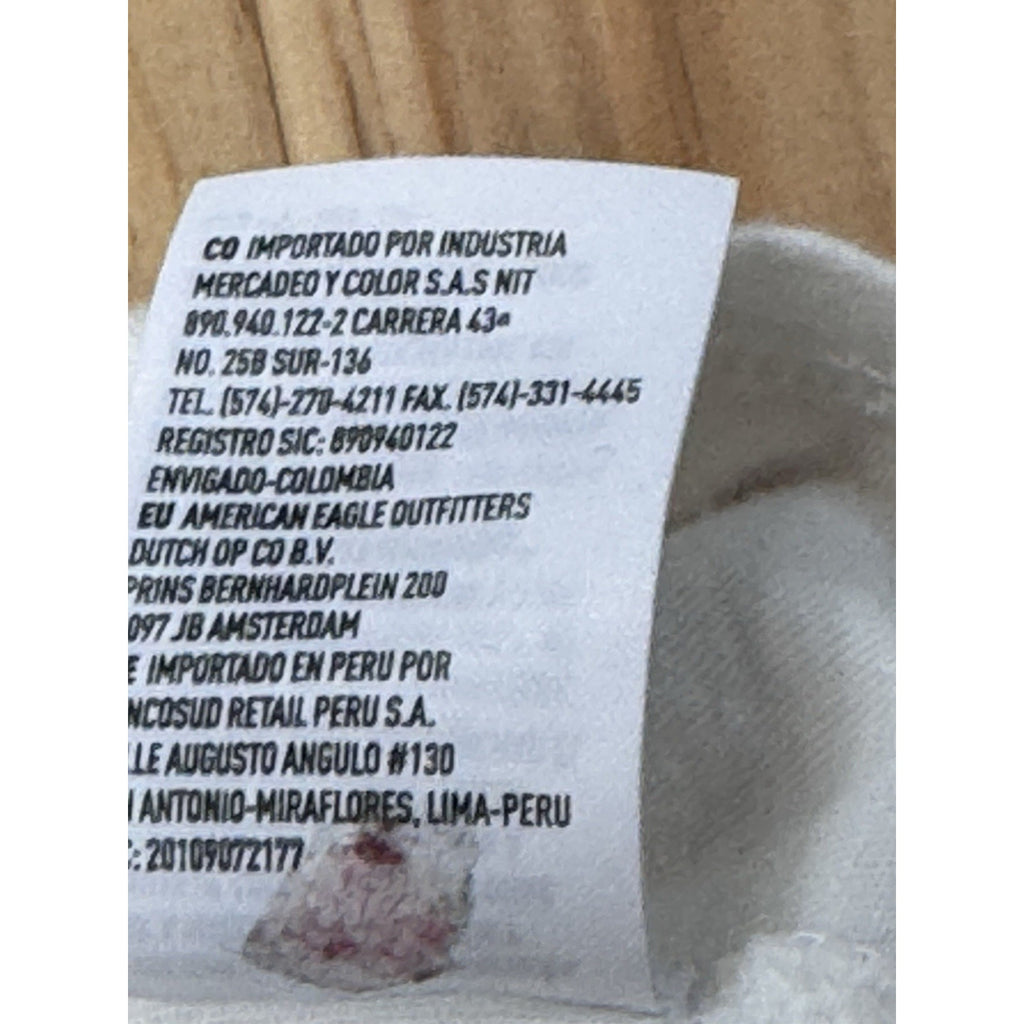 CO IMPORTADO POR INDUSTRIA
MERCADEO Y COLOR S.A.S NIT
890.940.122-2 CARRERA 43ª
NO. 25B SUR-136
TEL. (574)-270-4211 FAX. (574)-331-4445
REGISTRO SIC: 890940122
ENVIGADO-COLOMBIA
EU AMERICAN EAGLE OUTFITTERS
DUTCH OP CO B.V.
PRINS BERNHARDPLEIN 200
097 JB AMSTERDAM
E IMPORTADO EN PERU POR
NCOSUD RETAIL PERU S.A.
LLE AUGUSTO ANGULO #130
N ANTONIO-MIRAFLORES, LIMA-PERU
C: 20109072177